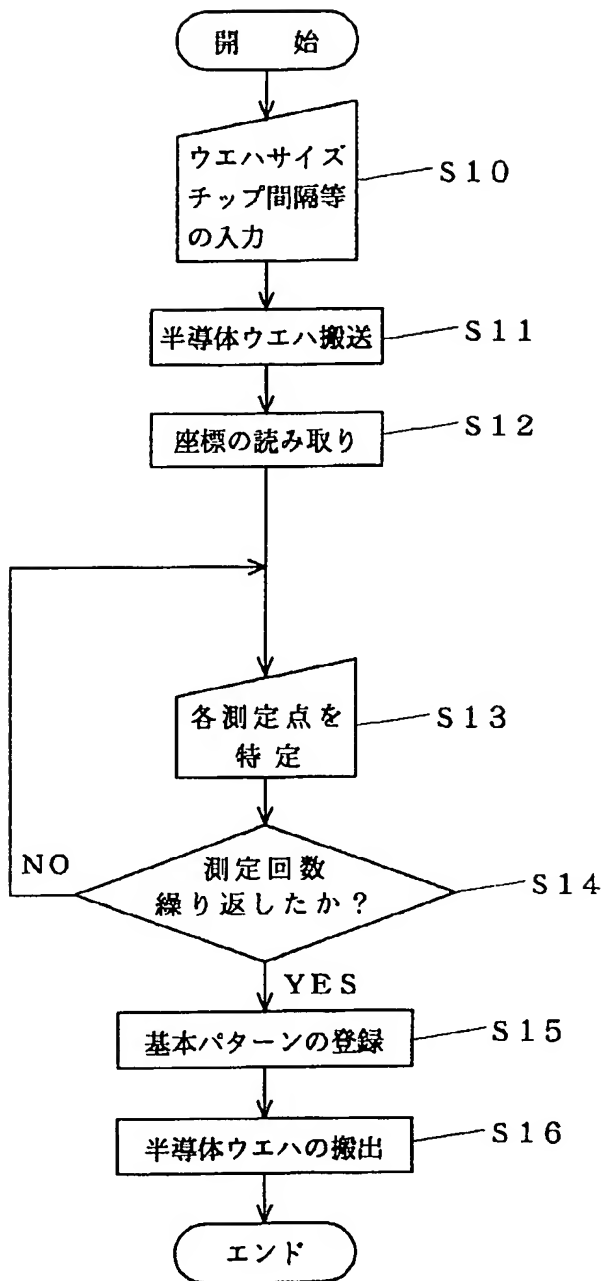 開 始
ウエハサイズ
チップ間隔等
の入力
S10
半導体ウエハ搬送
S11
座標の読み取り
S12
各測定点を
特 定
S13
NO
測定回数
繰り返したか?
S14
YES
基本パターンの登録
S15
半導体ウエハの搬出
S16
エンド